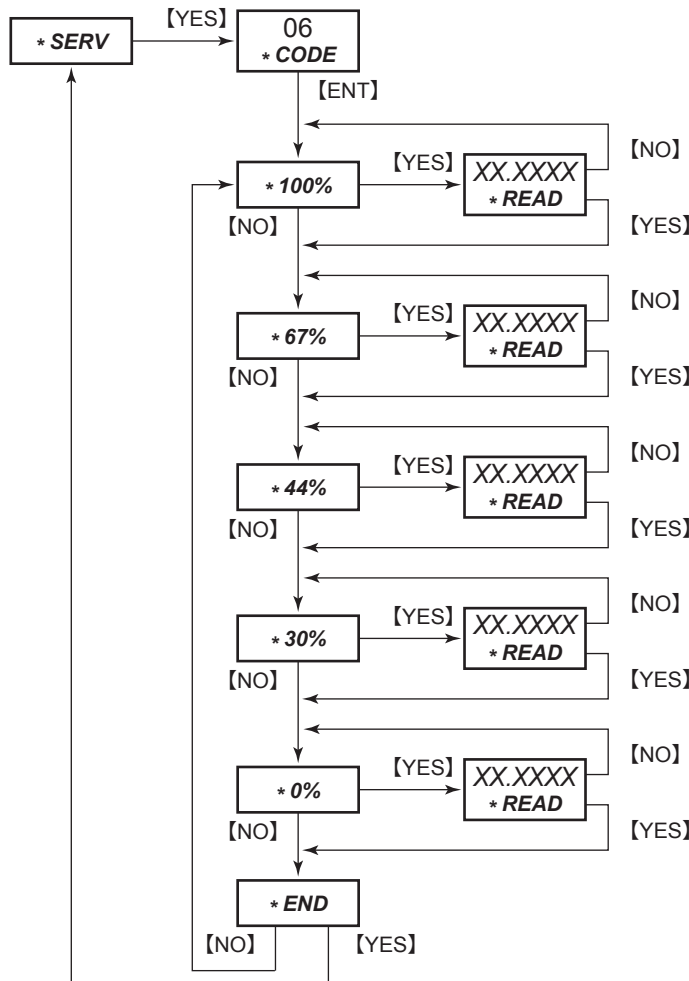 【YES】
* SERV
06
* CODE
【ENT】
【NO】
* 100%
【YES】
XX.XXXX
* READ
【NO】
【YES】
【NO】
* 67%
【YES】
XX.XXXX
* READ
【NO】
【YES】
【NO】
* 44%
【YES】
XX.XXXX
* READ
【NO】
【YES】
【NO】
* 30%
【YES】
XX.XXXX
* READ
【NO】
【YES】
【NO】
* 0%
【YES】
XX.XXXX
* READ
【NO】
【YES】
* END
【NO】
【YES】